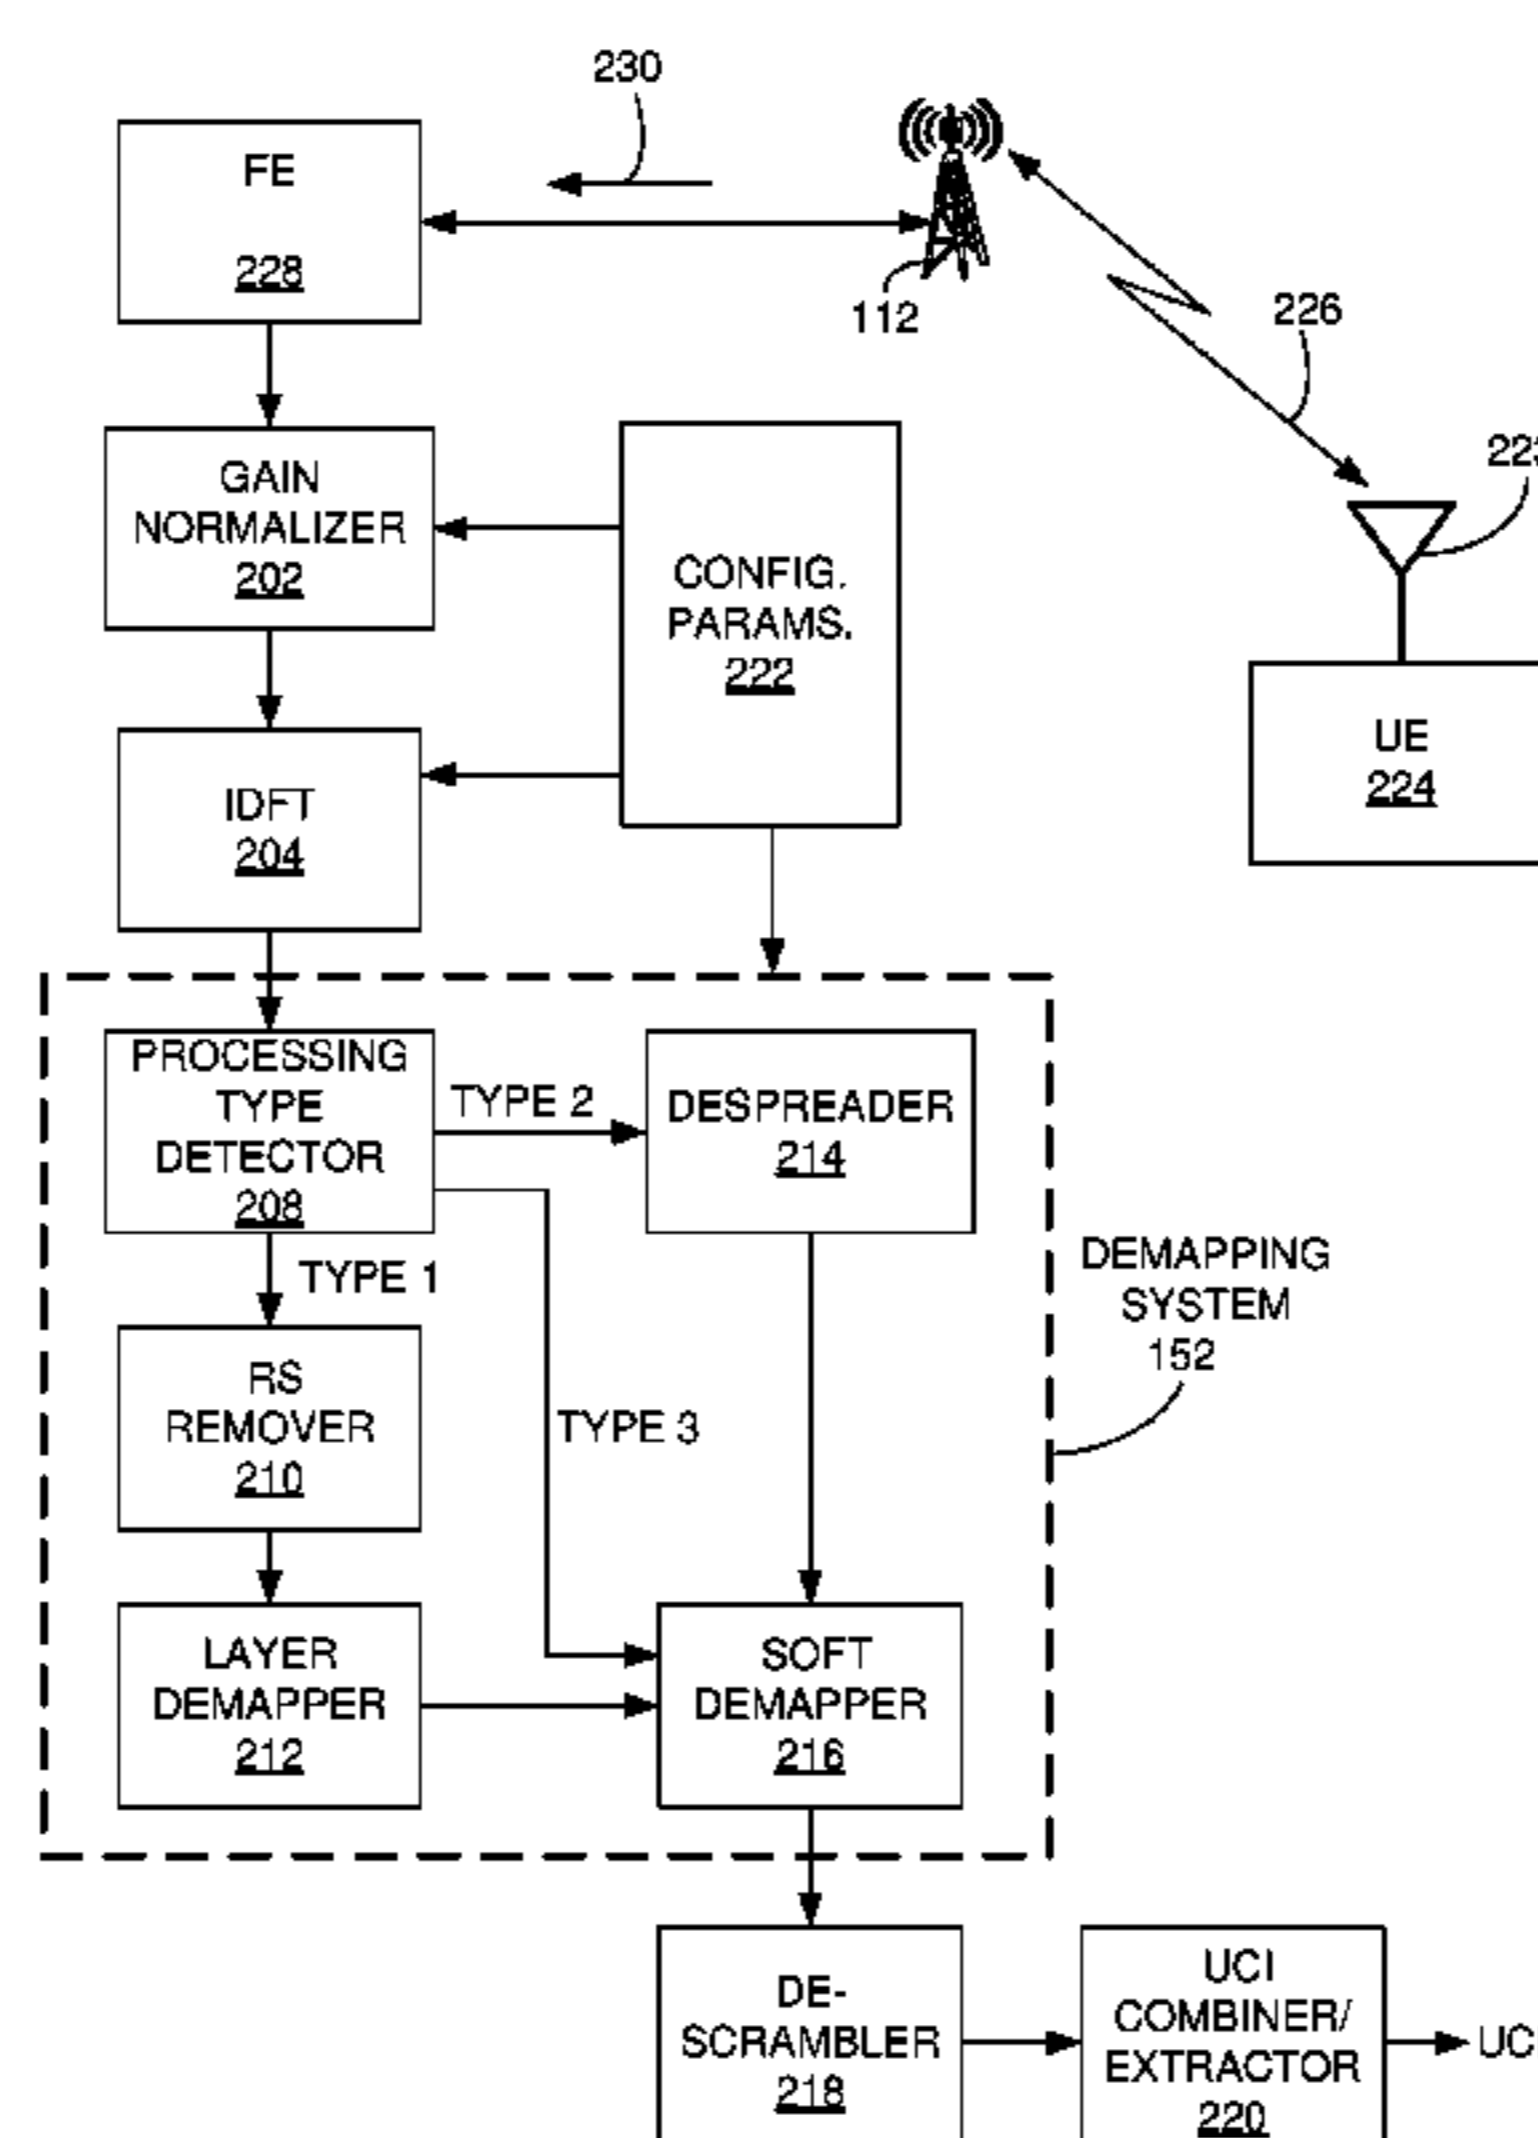 230
FE
228
112
226
GAIN
NORMALIZER
202
CONFIG.
PARAMS.
222
UE
224
IDFT
204
PROCESSING
TYPE
DETECTOR
208
TYPE 2
DESPREADER
214
TYPE 1
DEMAPPING
SYSTEM
152
RS
REMOVER
210
TYPE 3
LAYER
DEMAPPER
212
SOFT
DEMAPPER
216
DE-
SCRAMBLER
218
UCI
COMBINER/
EXTRACTOR
220